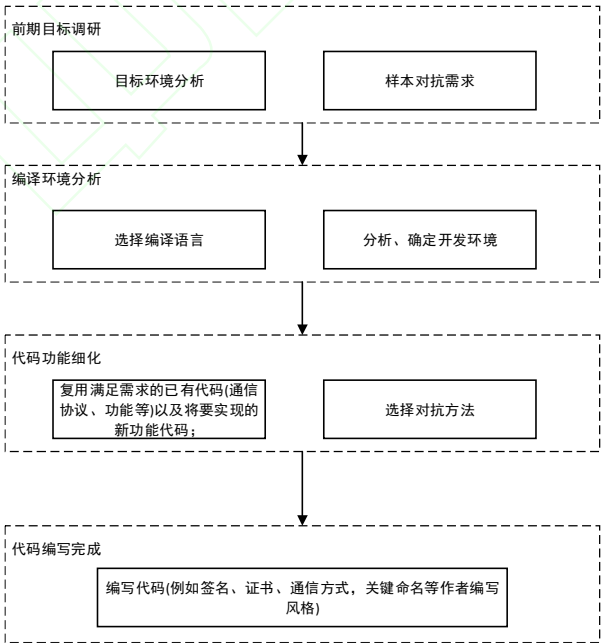 前期目标调研
目标环境分析
样本对抗需求
编译环境分析
选择编译语言
分析、确定开发环境
代码功能细化
复用满足需求的已有代码(通信
协议、功能等)以及将要实现的
新功能代码；
选择对抗方法
代码编写完成
编写代码(例如签名、证书、通信方式，关键命名等作者编写
风格)